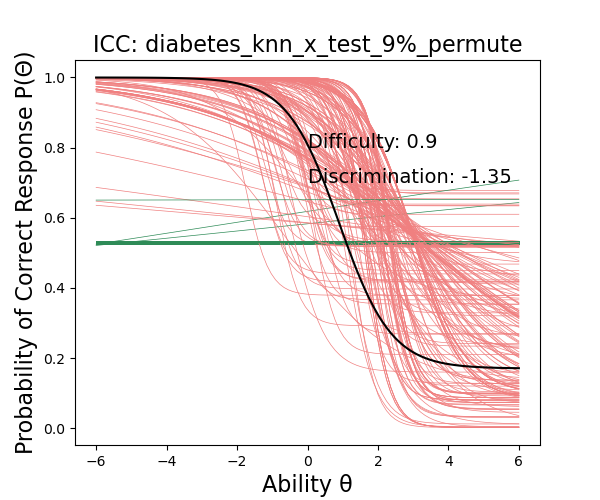 ICC: diabetes_knn_x_test_9%_permute
Probability of Correct Response P(Θ)
1.0
0.8
0.6
0.4
0.2
0.0
Difficulty: 0.9
Discrimination: -1.35
−6 −4 −2 0 2 4 6
Ability θ